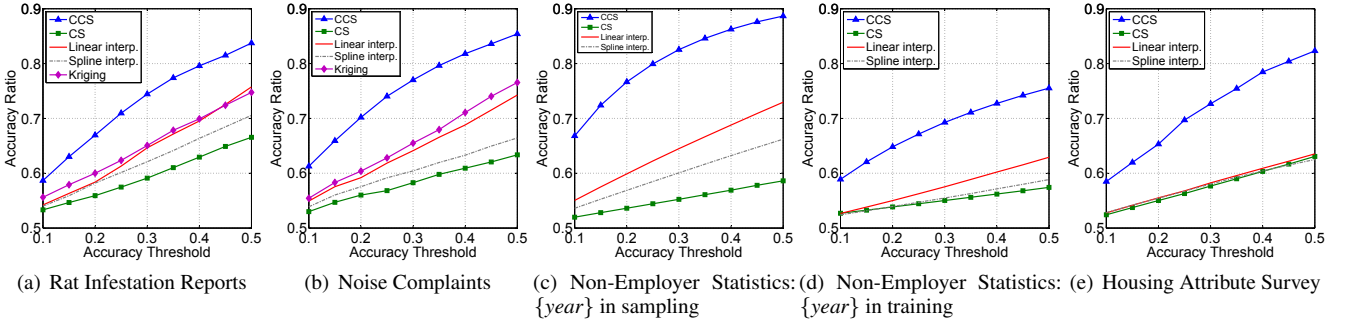 0.9
0.8
0.7
0.6
0.5
Accuracy Ratio
CCS
CS
Linear interp.
Spline interp.
Kriging
0.1 0.2 0.3 0.4 0.5
Accuracy Threshold
(a) Rat Infestation Reports
0.9
0.8
0.7
0.6
0.5
Accuracy Ratio
CCS
CS
Linear interp.
Spline interp.
Kriging
0.1 0.2 0.3 0.4 0.5
Accuracy Threshold
(b) Noise Complaints
0.9
0.8
0.7
0.6
0.5
Accuracy Ratio
CCS
CS
Linear interp.
Spline interp.
0.1 0.2 0.3 0.4 0.5
Accuracy Threshold
(c) Non-Employer Statistics:
{year} in sampling
0.9
0.8
0.7
0.6
0.5
Accuracy Ratio
CCS
CS
Linear interp.
Spline interp.
0.1 0.2 0.3 0.4 0.5
Accuracy Threshold
(d) Non-Employer Statistics:
{year} in training
0.9
0.8
0.7
0.6
0.5
Accuracy Ratio
CCS
CS
Linear interp.
Spline interp.
0.1 0.2 0.3 0.4 0.5
Accuracy Threshold
(e) Housing Attribute Survey